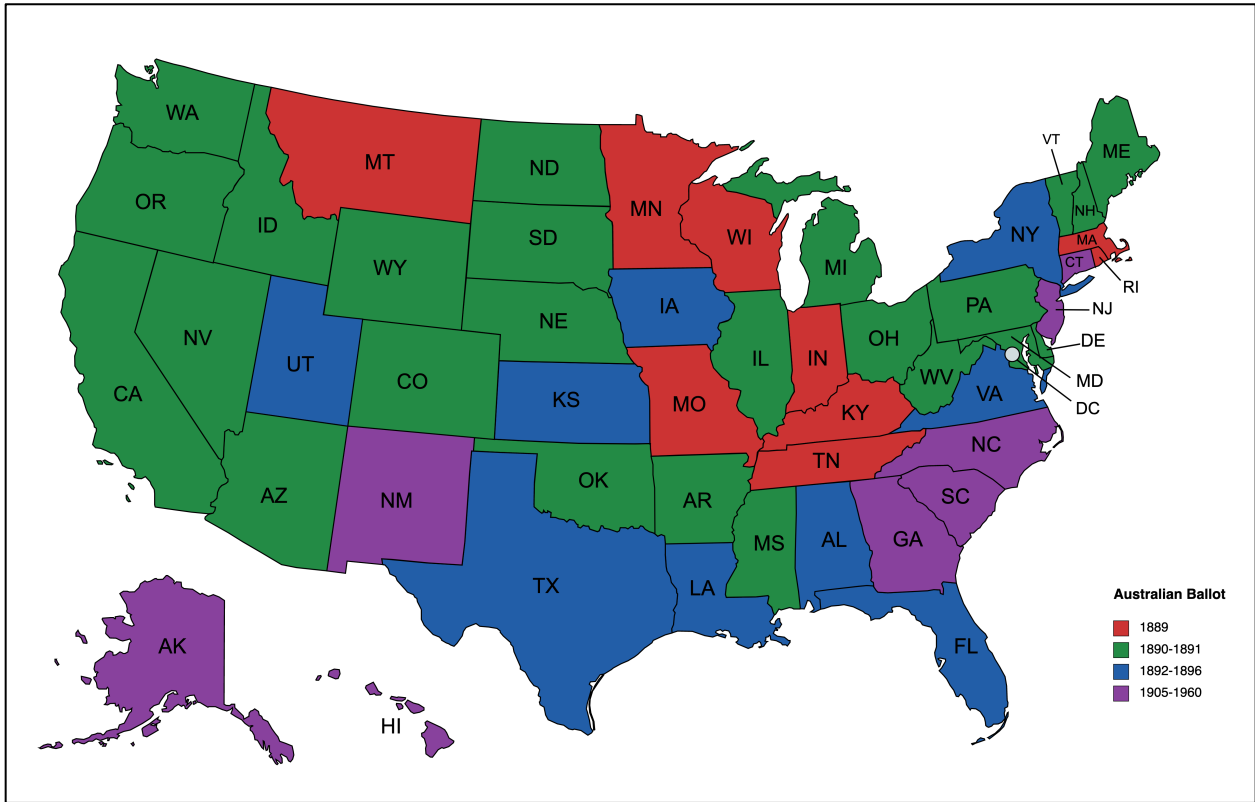 WA
MT
ND
MN
VT
ME
OR
ID
SD
WI
NH
NY
MA
WY
MI
CT
RI
NE
IA
PA
NJ
NV
UT
CO
IL
IN
OH
DE
CA
KS
MO
WV
VA
MD
KY
DC
TN
NC
AZ
NM
OK
AR
SC
MS
AL
GA
TX
LA
FL
AK
HI
Australian Ballot
1889
1890-1891
1892-1896
1905-1960